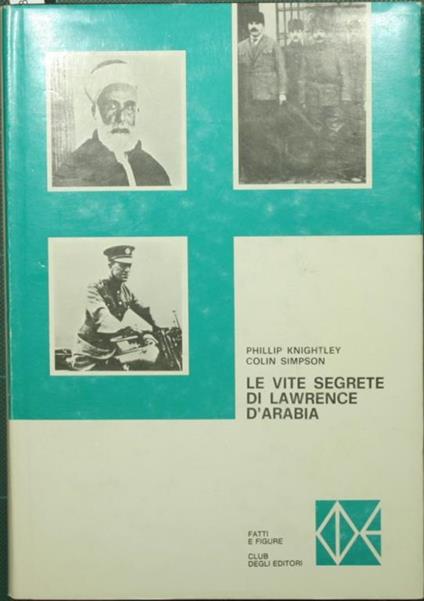 PHILLIP KNIGHTLEY
COLIN SIMPSON
LE VITE SEGRETE
DI LAWRENCE
D'ARABIA
FATTI
E FIGURE
CLUB
DEGLI EDITORI